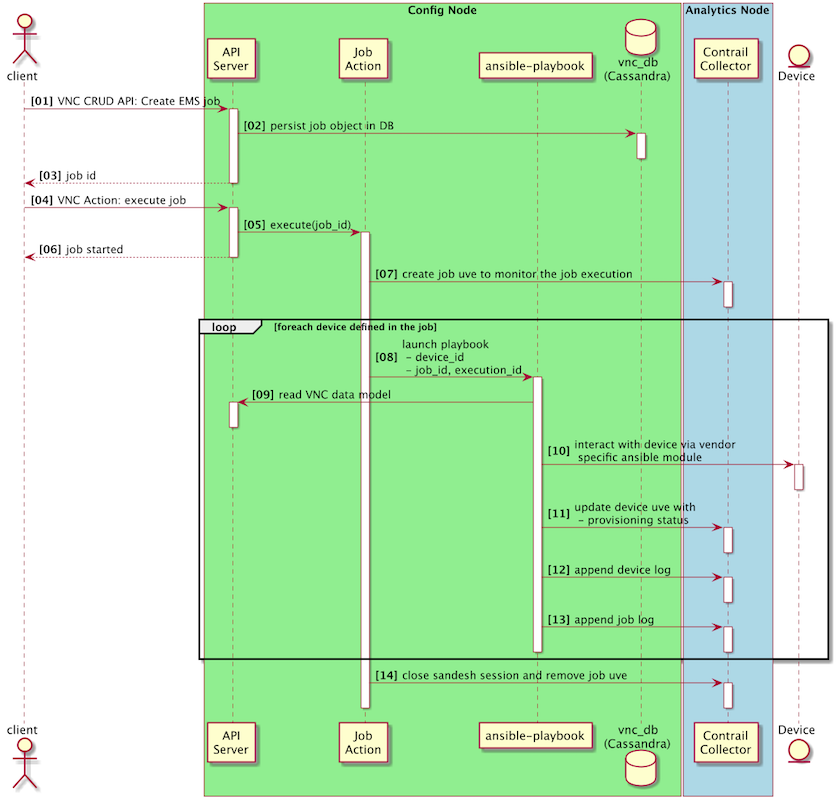 Config Node
Analytics Node
client
API
Server
Job
Action
ansible-playbook
vnc_db
(Cassandra)
Contrail
Collector
Device
[01] VNC CRUD API: Create EMS job
[02] persist job object in DB
[03] job id
[04] VNC Action: execute job
[05] execute(job_id)
[06] job started
[07] create job uve to monitor the job execution
loop [foreach device defined in the job]
launch playbook
[08] - device_id
- job_id, execution_id
[09] read VNC data model
[10] interact with device via vendor
specific ansible module
[11] update device uve with
- provisioning status
[12] append device log
[13] append job log
[14] close sandesh session and remove job uve
client
API
Server
Job
Action
ansible-playbook
vnc_db
(Cassandra)
Contrail
Collector
Device